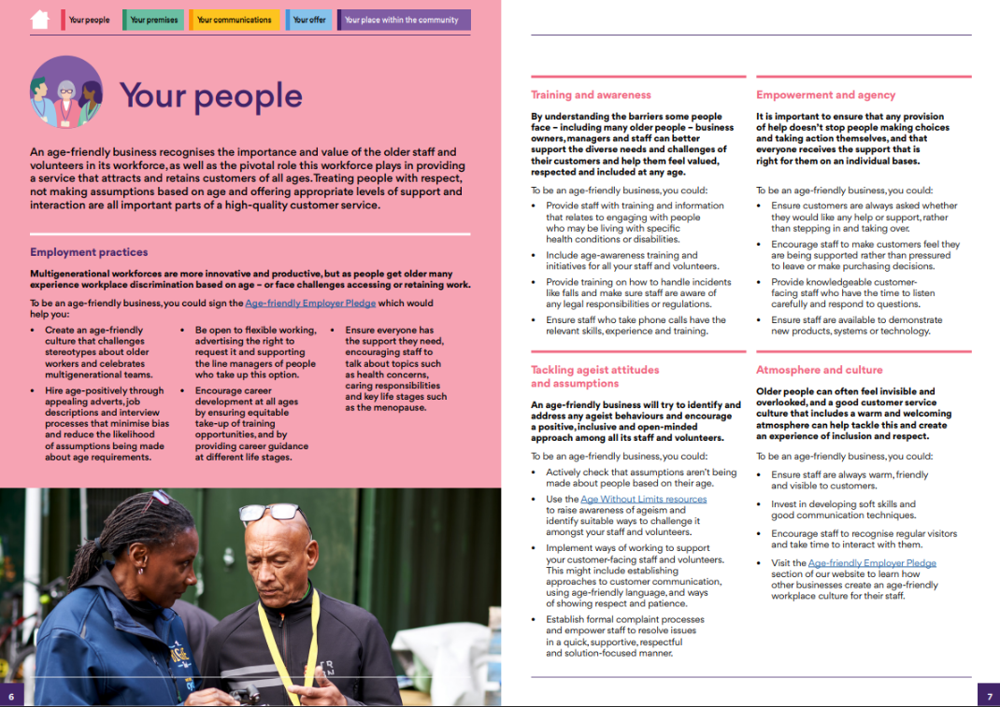 Your people
Your premises
Your communications
Your offer
Your place within the community
Your people
An age-friendly business recognises the importance and value of the older staff and
volunteers in its workforce, as well as the pivotal role this workforce plays in providing
a service that attracts and retains customers of all ages. Treating people with respect,
not making assumptions based on age and offering appropriate levels of support and
interaction are all important parts of a high-quality customer service.
Employment practices
Multigenerational workforces are more innovative and productive, but as people get older many
experience workplace discrimination based on age – or face challenges accessing or retaining work.
To be an age-friendly business, you could sign the Age-friendly Employer Pledge which would
help you:
• Create an age-friendly
culture that challenges
stereotypes about older
workers and celebrates
multigenerational teams.
• Hire age-positively through
appealing adverts, job
descriptions and interview
processes that minimise bias
and reduce the likelihood
of assumptions being made
about age requirements.
• Be open to flexible working,
advertising the right to
request it and supporting
the line managers of people
who take up this option.
• Encourage career
development at all ages
by ensuring equitable
take-up of training
opportunities, and by
providing career guidance
at different life stages.
• Ensure everyone has
the support they need,
encouraging staff to
talk about topics such
as health concerns,
caring responsibilities
and key life stages such
as the menopause.
6
Training and awareness
By understanding the barriers some people
face – including many older people – business
owners, managers and staff can better
support the diverse needs and challenges of
their customers and help them feel valued,
respected and included at any age.
To be an age-friendly business, you could:
• Provide staff with training and information
that relates to engaging with people
who may be living with specific
health conditions or disabilities.
• Include age-awareness training and
initiatives for all your staff and volunteers.
• Provide training on how to handle incidents
like falls and make sure staff are aware of
any legal responsibilities or regulations.
• Ensure staff who take phone calls have the
relevant skills, experience and training.
Empowerment and agency
It is important to ensure that any provision
of help doesn't stop people making choices
and taking action themselves, and that
everyone receives the support that is
right for them on an individual bases.
To be an age-friendly business, you could:
• Ensure customers are always asked whether
they would like any help or support, rather
than stepping in and taking over.
• Encourage staff to make customers feel they
are being supported rather than pressured
to leave or make purchasing decisions.
• Provide knowledgeable customer-
facing staff who have the time to listen
carefully and respond to questions.
• Ensure staff are available to demonstrate
new products, systems or technology.
Tackling ageist attitudes
and assumptions
An age-friendly business will try to identify and
address any ageist behaviours and encourage
a positive, inclusive and open-minded
approach among all its staff and volunteers.
To be an age-friendly business, you could:
• Actively check that assumptions aren't being
made about people based on their age.
• Use the Age Without Limits resources
to raise awareness of ageism and
identify suitable ways to challenge it
amongst your staff and volunteers.
• Implement ways of working to support
your customer-facing staff and volunteers.
This might include establishing
approaches to customer communication,
using age-friendly language, and ways
of showing respect and patience.
• Establish formal complaint processes
and empower staff to resolve issues
in a quick, supportive, respectful
and solution-focused manner.
Atmosphere and culture
Older people can often feel invisible and
overlooked, and a good customer service
culture that includes a warm and welcoming
atmosphere can help tackle this and create
an experience of inclusion and respect.
To be an age-friendly business, you could:
• Ensure staff are always warm, friendly
and visible to customers.
• Invest in developing soft skills and
good communication techniques.
• Encourage staff to recognise regular visitors
and take time to interact with them.
• Visit the Age-friendly Employer Pledge
section of our website to learn how
other businesses create an age-friendly
workplace culture for their staff.
7